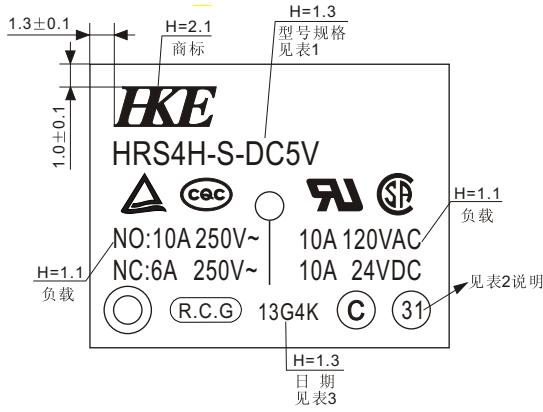 1.3±0.1
H=2.1
商标
H=1.3
型号规格
见表1
1.0±0.1
HKE
HRS4H-S-DC5V
CQC
RU
SA
H=1.1
负载
NO:10A 250V~
10A 120VAC
NC:6A 250V~
10A 24VDC
H=1.1
负载
见表2说明
R.C.G
13G4K
C
31
H=1.3
日 期
见表3